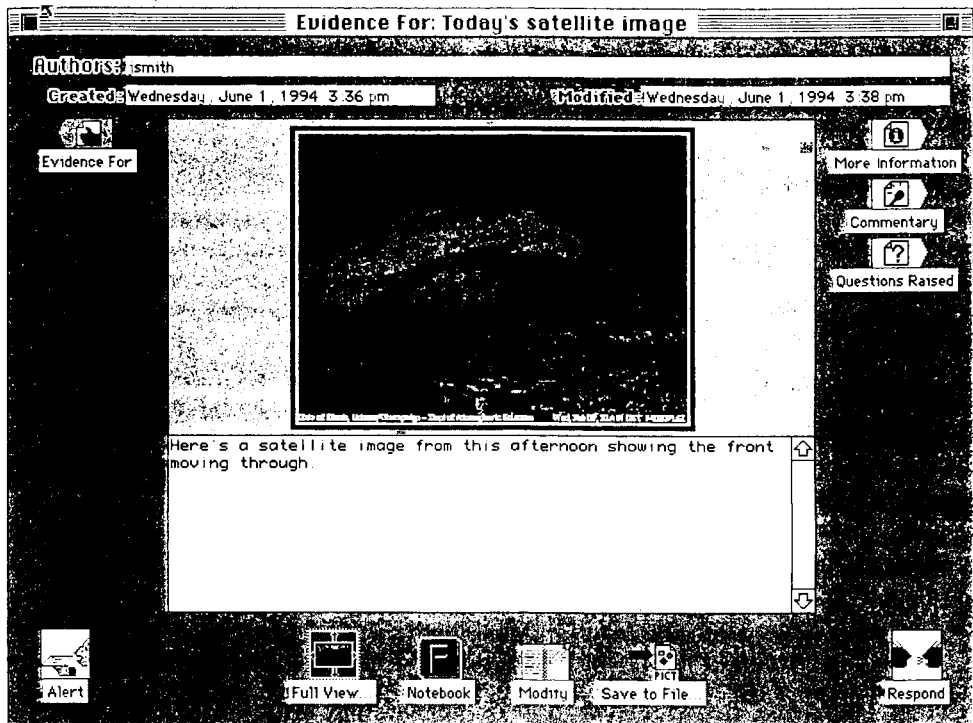 Evidence For: Today's satellite image
Authors: jsmith
Created: Wednesday, June 1, 1994 3:36 pm
Modified: Wednesday, June 1, 1994 3:38 pm
Evidence For
More Information
Commentary
Questions Raised
Here's a satellite image from this afternoon showing the front
moving through.
Alert
Full View...
Notebook
Modify
PICT
Save to File...
Respond